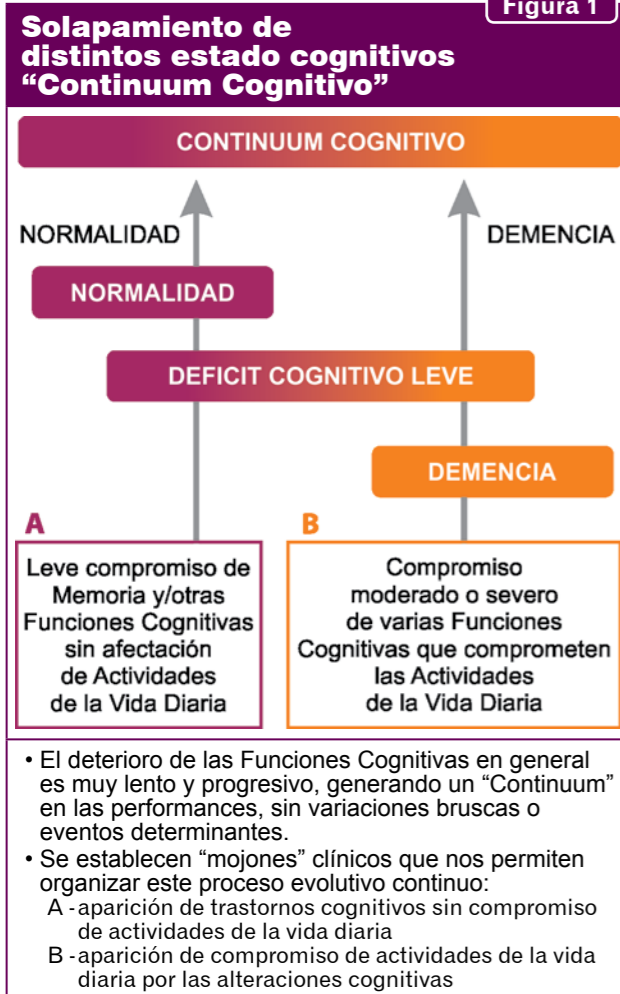 Figura 1
Solapamiento de
distintos estado cognitivos
“Continuum Cognitivo”
CONTINUUM COGNITIVO
NORMALIDAD
DEMENCIA
NORMALIDAD
DEFICIT COGNITIVO LEVE
DEMENCIA
A
Leve compromiso de
Memoria y/otras
Funciones Cognitivas
sin afectación
de Actividades
de la Vida Diaria
B
Compromiso
moderado o severo
de varias Funciones
Cognitivas que comprometen
las Actividades
de la Vida Diaria
• El deterioro de las Funciones Cognitivas en general
es muy lento y progresivo, generando un “Continuum”
en las performances, sin variaciones bruscas o
eventos determinantes.
• Se establecen “mojones” clínicos que nos permiten
organizar este proceso evolutivo continuo:
A - aparición de trastornos cognitivos sin compromiso
de actividades de la vida diaria
B - aparición de compromiso de actividades de la vida
diaria por las alteraciones cognitivas